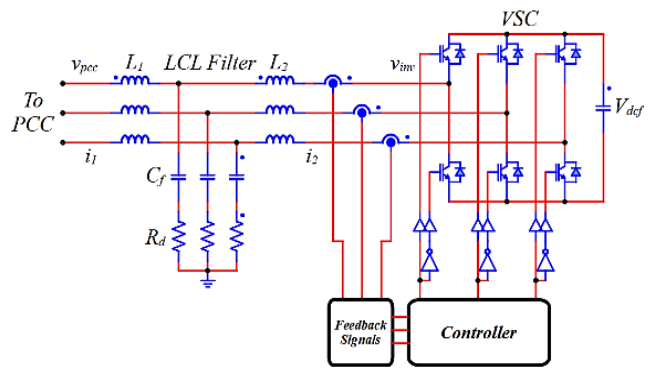 VSC
v_pcc
L_1
LCL Filter
L_2
v_inv
To
PCC
V_dcf
i_1
i_2
C_f
R_d
Feedback
Signals
Controller